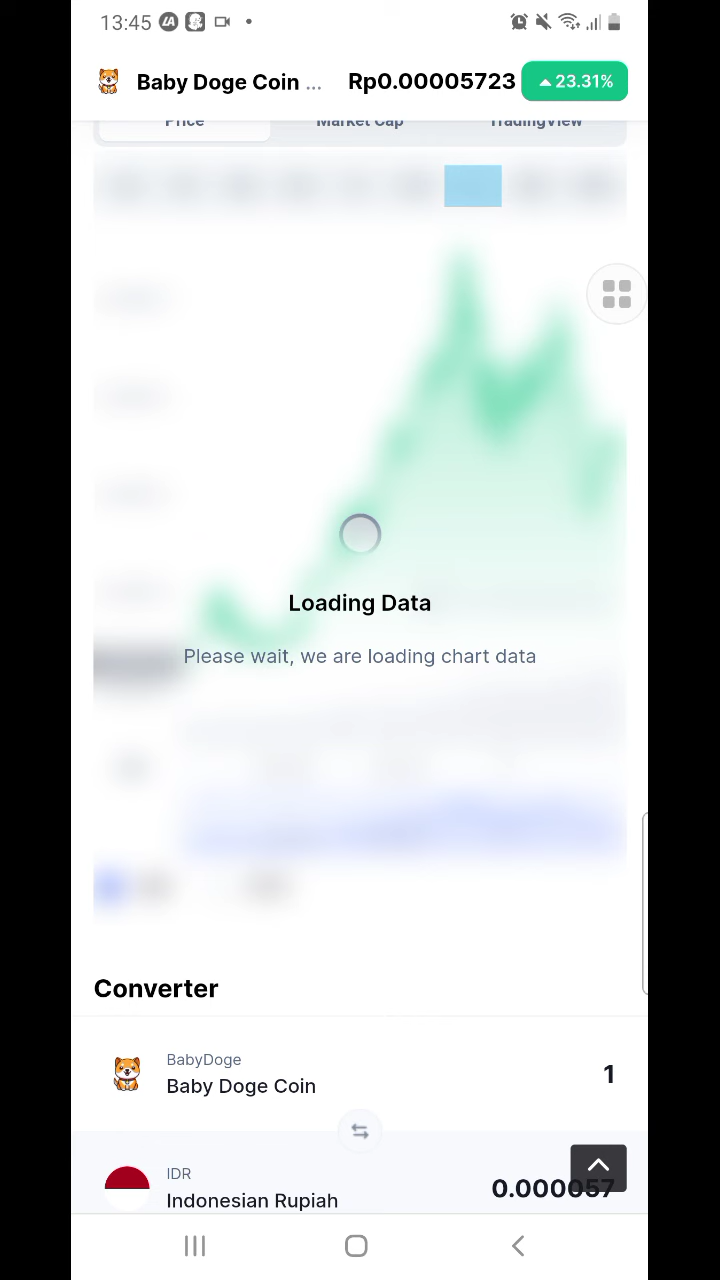 13:45
Baby Doge Coin ... Rp0.00005723 23.31%
Price Market Cap TradingView
Loading Data
Please wait, we are loading chart data
Converter
BabyDoge
Baby Doge Coin 1
IDR
Indonesian Rupiah 0.000057